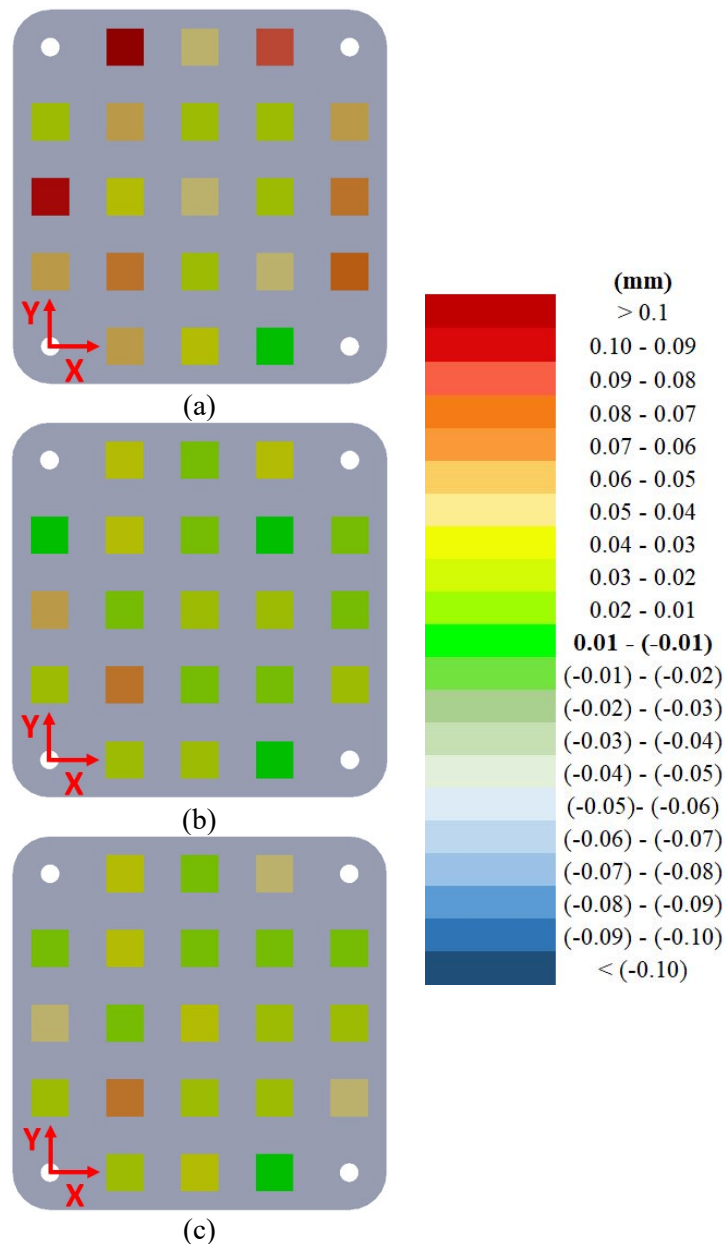 Y
X
(a)
Y
X
(b)
Y
X
(c)
(mm)
> 0.1
0.10 - 0.09
0.09 - 0.08
0.08 - 0.07
0.07 - 0.06
0.06 - 0.05
0.05 - 0.04
0.04 - 0.03
0.03 - 0.02
0.02 - 0.01
0.01 - (-0.01)
(-0.01) - (-0.02)
(-0.02) - (-0.03)
(-0.03) - (-0.04)
(-0.04) - (-0.05)
(-0.05)- (-0.06)
(-0.06) - (-0.07)
(-0.07) - (-0.08)
(-0.08) - (-0.09)
(-0.09) - (-0.10)
< (-0.10)